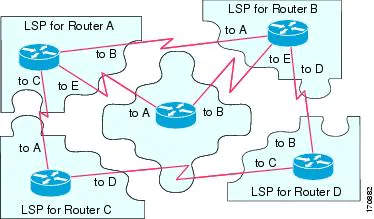 LSP for Router A
LSP for Router B
to A
to B
to E
to C
to E
to D
to A
to B
to B
to A
to C
to D
LSP for Router D
LSP for Router C
170882